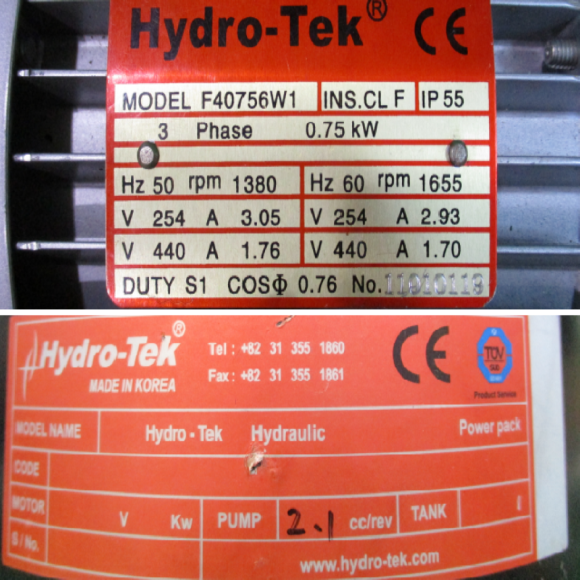 Hydro-Tek® CE
MODEL F40756W1 INS.CL F IP 55
3 Phase 0.75 kW
Hz 50 rpm 1380 Hz 60 rpm 1655
V 254 A 3.05 V 254 A 2.93
V 440 A 1.76 V 440 A 1.70
DUTY S1 COSΦ 0.76 No. 11010119
Hydro-Tek® CE
MADE IN KOREA
Tel : +82 31 355 1860
Fax : +82 31 355 1861
TÜV
Product Service
MODEL NAME Hydro - Tek Hydraulic Power pack
CODE
MOTOR V Kw PUMP 2.1 cc/rev TANK ℓ
S / No.
www.hydro-tek.com